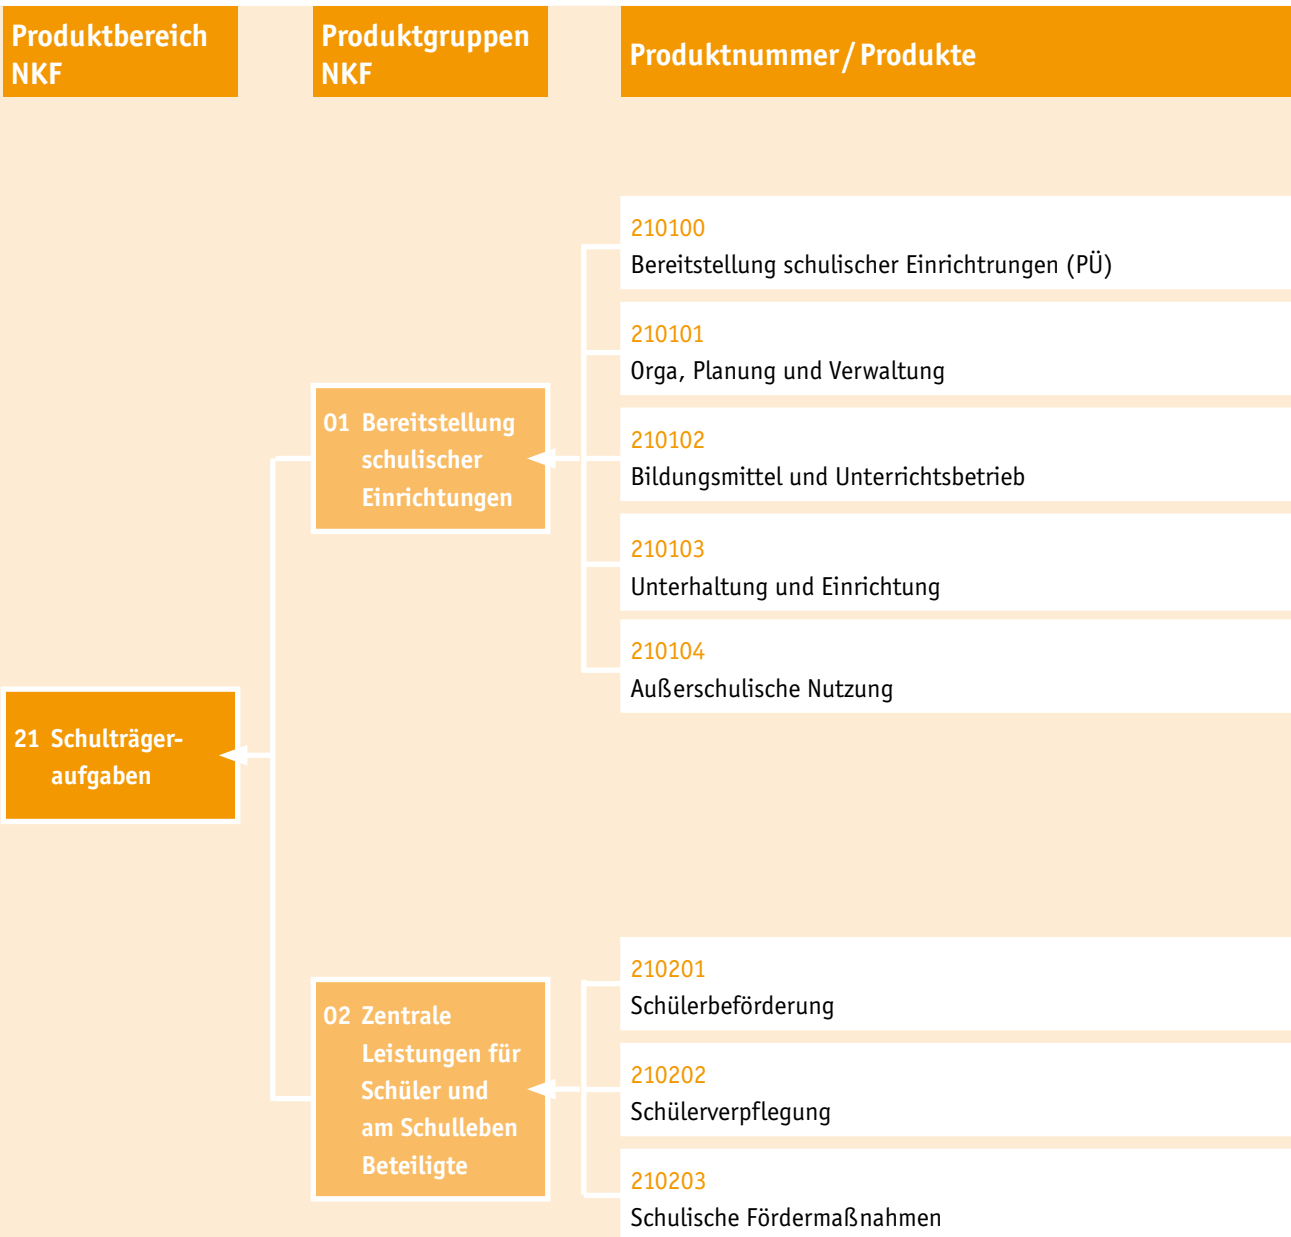 Produktbereich
NKF
Produktgruppen
NKF
Produktnummer / Produkte
210100
Bereitstellung schulischer Einrichtrungen (PÜ)
210101
Orga, Planung und Verwaltung
01 Bereitstellung
schulischer
Einrichtungen
210102
Bildungsmittel und Unterrichtsbetrieb
210103
Unterhaltung und Einrichtung
210104
Außerschulische Nutzung
21 Schulträger-
aufgaben
210201
Schülerbeförderung
02 Zentrale
Leistungen für
Schüler und
am Schulleben
Beteiligte
210202
Schülerverpflegung
210203
Schulische Fördermaßnahmen